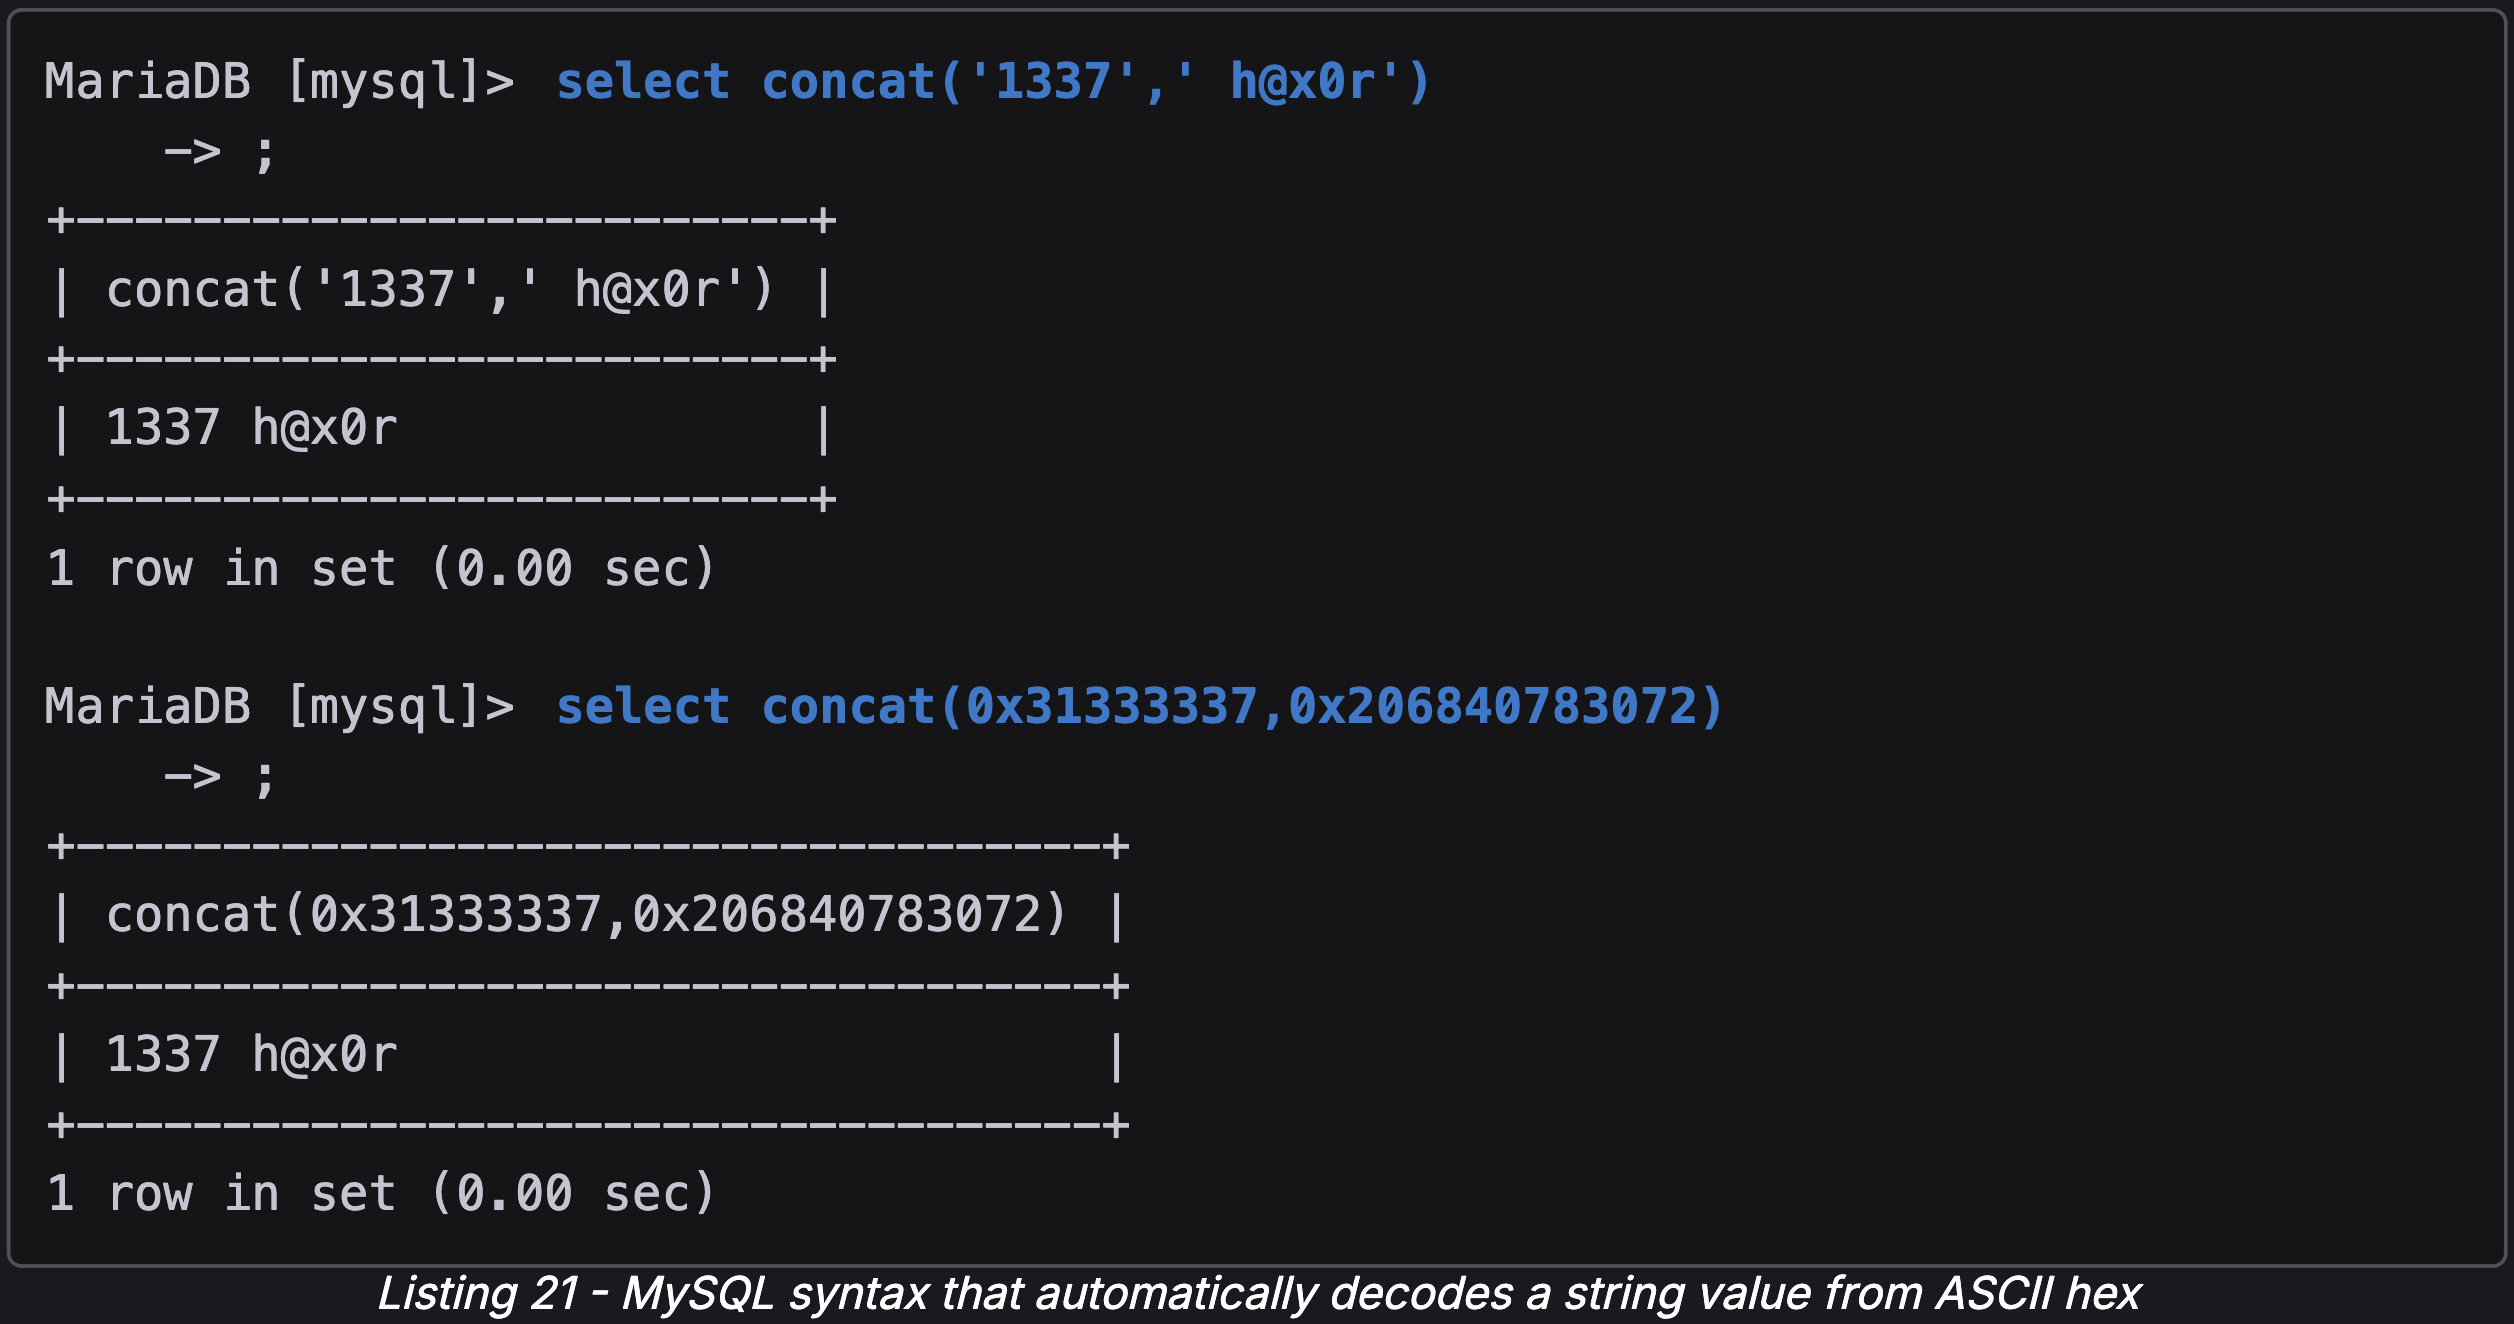 MariaDB [mysql]> select concat('1337',' h@x0r')
    -> ;
+-------------------------+
| concat('1337',' h@x0r') |
+-------------------------+
| 1337 h@x0r              |
+-------------------------+
1 row in set (0.00 sec)
MariaDB [mysql]> select concat(0x31333337,0x206840783072)
    -> ;
+-----------------------------------+
| concat(0x31333337,0x206840783072) |
+-----------------------------------+
| 1337 h@x0r                        |
+-----------------------------------+
1 row in set (0.00 sec)
Listing 21 - MySQL syntax that automatically decodes a string value from ASCII hex